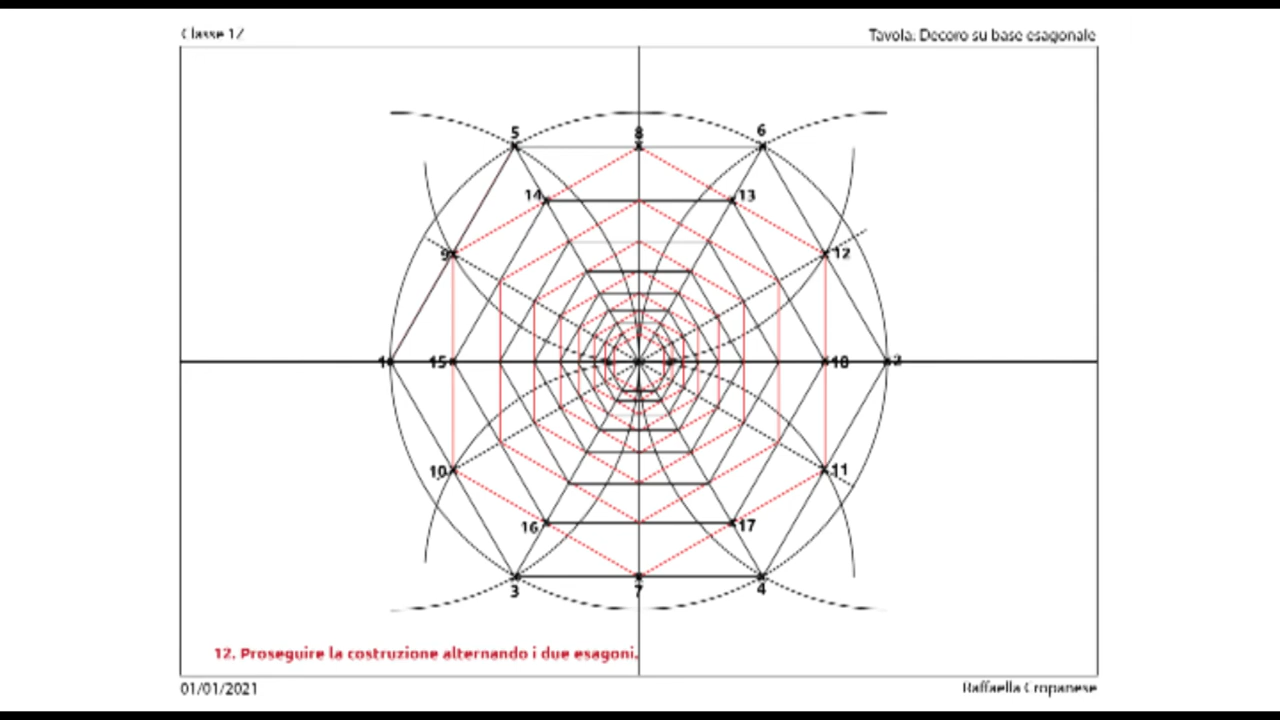 Classe 1Z
Tavola: Decoro su base esagonale
5 8 6
14 13
9 12
1 15 18 2
10 11
16 17
3 7 4
12. Proseguire la costruzione alternando i due esagoni.
01/01/2021
Raffaella Cropanese